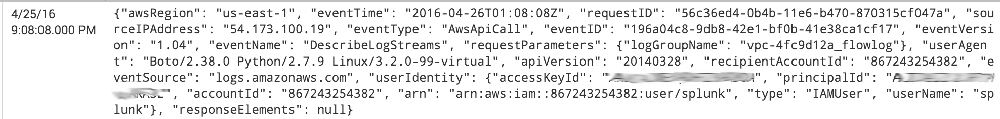 4/25/16
9:08:08.000 PM
{"awsRegion": "us-east-1", "eventTime": "2016-04-26T01:08:08Z", "requestID": "56c36ed4-0b4b-11e6-b470-870315cf047a", "sou
rceIPAddress": "54.173.100.19", "eventType": "AwsApiCall", "eventID": "196a04c8-9db8-42e1-bf0b-41e38ca1cf17", "eventVersi
on": "1.04", "eventName": "DescribeLogStreams", "requestParameters": {"logGroupName": "vpc-4fc9d12a_flowlog"}, "userAgen
t": "Boto/2.38.0 Python/2.7.9 Linux/3.2.0-99-virtual", "apiVersion": "20140328", "recipientAccountId": "867243254382", "e
ventSource": "logs.amazonaws.com", "userIdentity": {"accessKeyId": "", "principalId": "
", "accountId": "867243254382", "arn": "arn:aws:iam::867243254382:user/splunk", "type": "IAMUser", "userName": "sp
lunk"}, "responseElements": null}